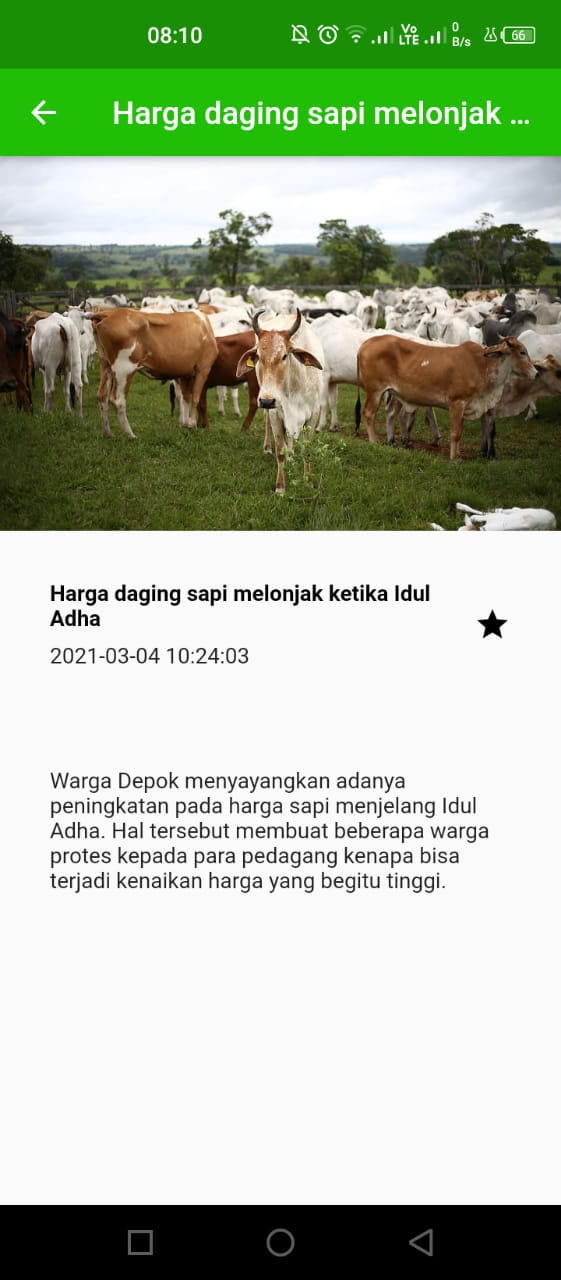 08:10
Vo
LTE
0
B/s
66
Harga daging sapi melonjak ...
Harga daging sapi melonjak ketika Idul
Adha
2021-03-04 10:24:03
Warga Depok menyayangkan adanya
peningkatan pada harga sapi menjelang Idul
Adha. Hal tersebut membuat beberapa warga
protes kepada para pedagang kenapa bisa
terjadi kenaikan harga yang begitu tinggi.